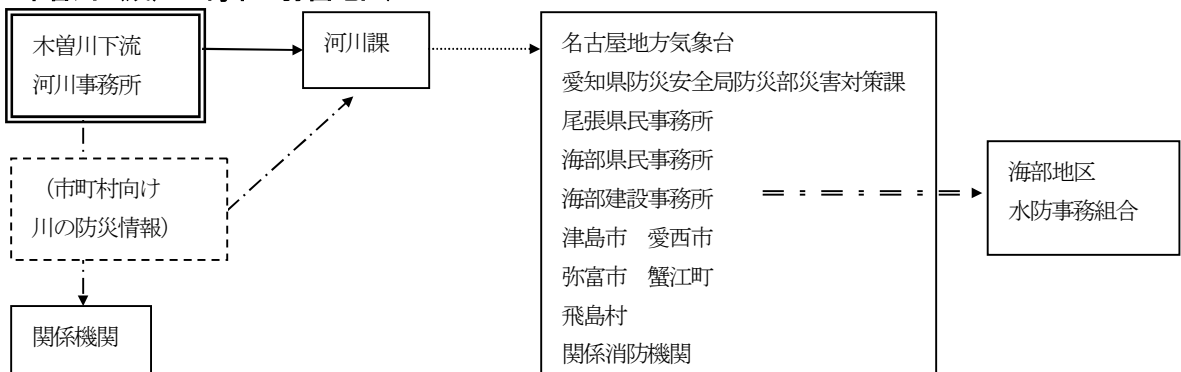 木曽川下流
河川事務所
河川課
(市町村向け
川の防災情報)
関係機関
名古屋地方気象台
愛知県防災安全局防災部災害対策課
尾張県民事務所
海部県民事務所
海部建設事務所
津島市 愛西市
弥富市 蟹江町
飛島村
関係消防機関
海部地区
水防事務組合